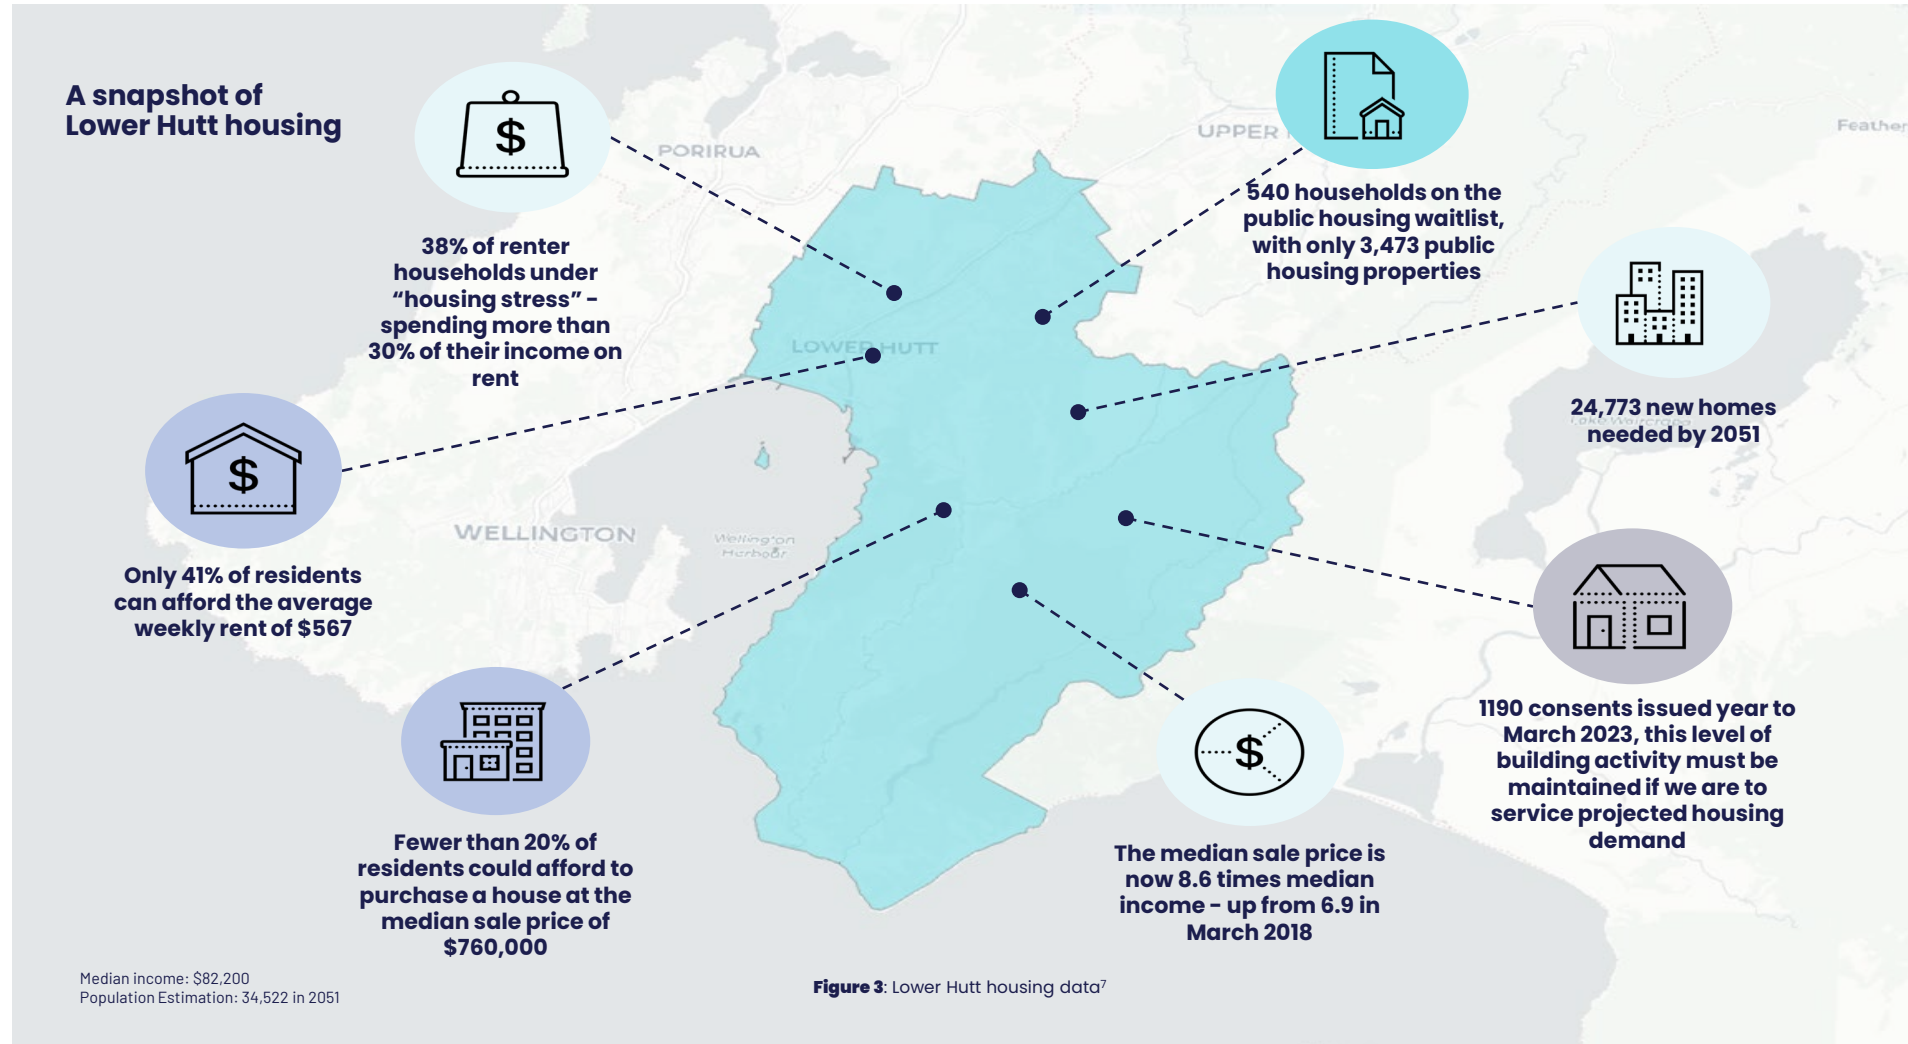 A snapshot of
Lower Hutt housing
$
38% of renter
households under
“housing stress” -
spending more than
30% of their income on
rent
540 households on the
public housing waitlist,
with only 3,473 public
housing properties
24,773 new homes
needed by 2051
$
Only 41% of residents
can afford the average
weekly rent of $567
1190 consents issued year to
March 2023, this level of
building activity must be
maintained if we are to
service projected housing
demand
Fewer than 20% of
residents could afford to
purchase a house at the
median sale price of
$760,000
$
The median sale price is
now 8.6 times median
income - up from 6.9 in
March 2018
PORIRUA
UPPER
Feather
LOWER HUTT
WELLINGTON
Wellington
Harbour
Lake Wairarapa
Median income: $82,200
Population Estimation: 34,522 in 2051
Figure 3: Lower Hutt housing data7